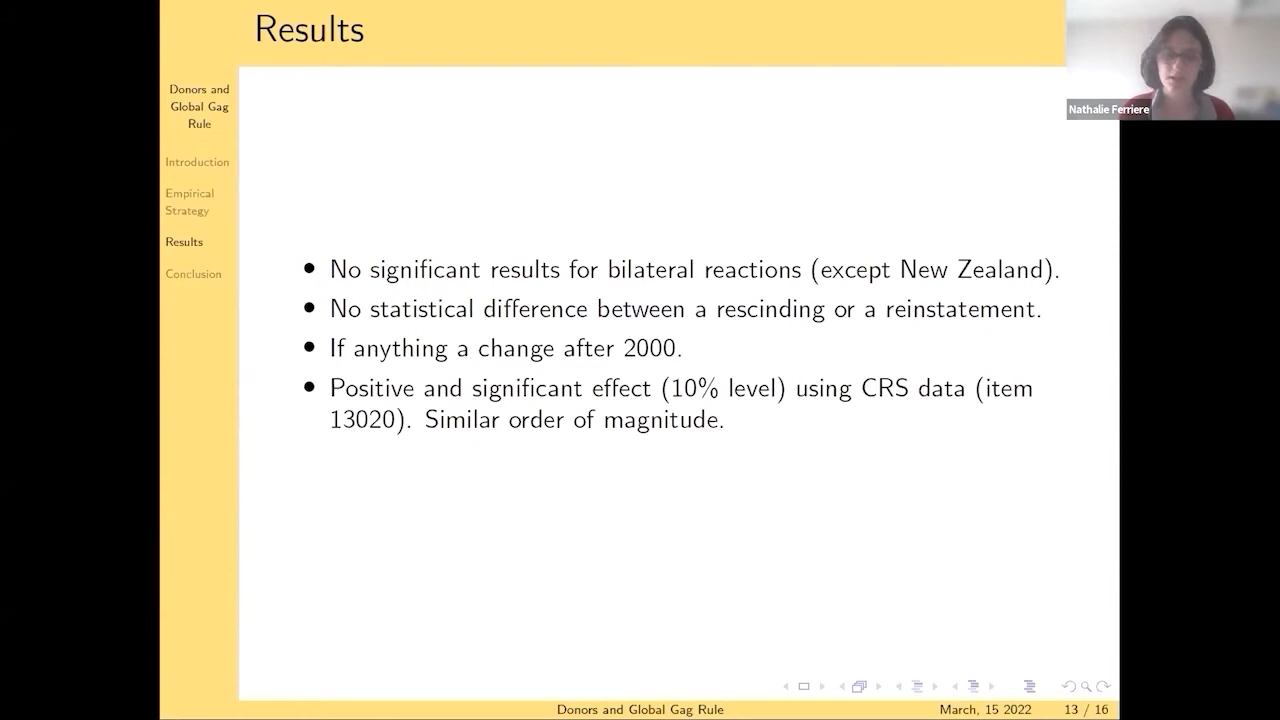 Results
Nathalie Ferriere
Donors and
Global Gag
Rule
Introduction
Empirical
Strategy
Results
Conclusion
• No significant results for bilateral reactions (except New Zealand).
• No statistical difference between a rescinding or a reinstatement.
• If anything a change after 2000.
• Positive and significant effect (10% level) using CRS data (item
13020). Similar order of magnitude.
Donors and Global Gag Rule
March, 15 2022
13 / 16